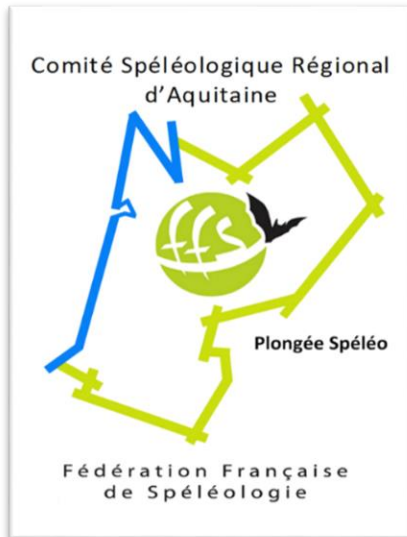 Comité Spéléologique Régional
d'Aquitaine
ffs
Plongée Spéléo
Fédération Française
de Spéléologie